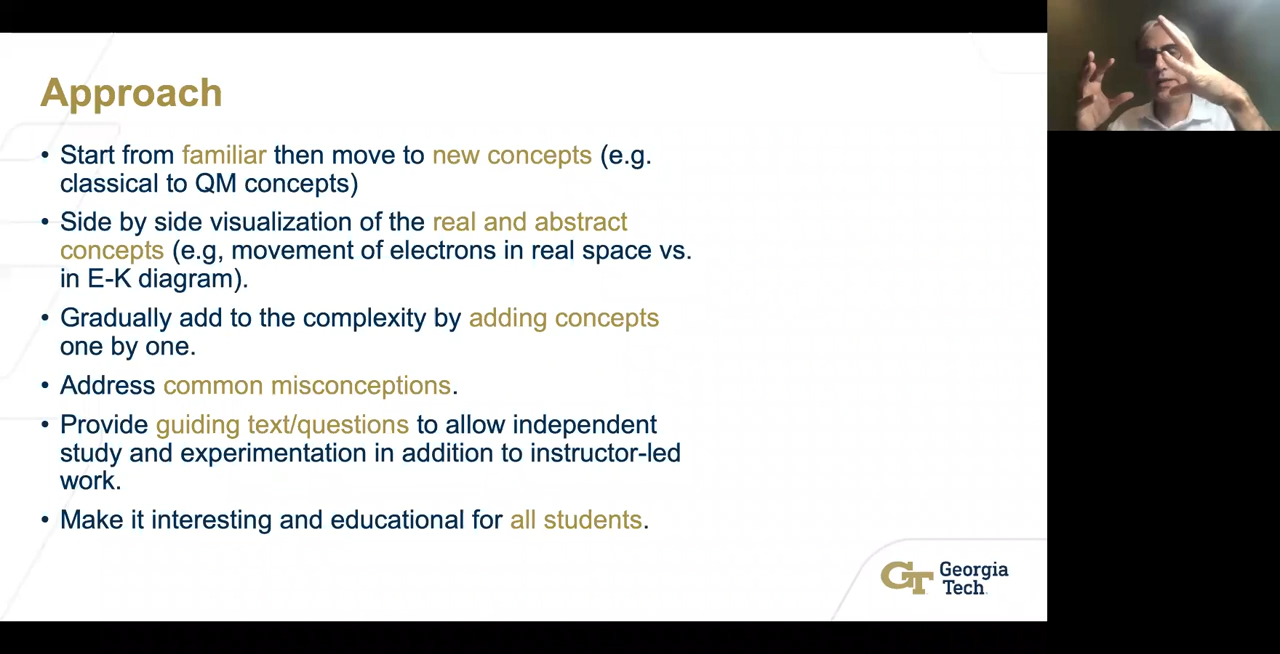 Approach
• Start from familiar then move to new concepts (e.g.
classical to QM concepts)
• Side by side visualization of the real and abstract
concepts (e.g, movement of electrons in real space vs.
in E-K diagram).
• Gradually add to the complexity by adding concepts
one by one.
• Address common misconceptions.
• Provide guiding text/questions to allow independent
study and experimentation in addition to instructor-led
work.
• Make it interesting and educational for all students.
GT Georgia
Tech